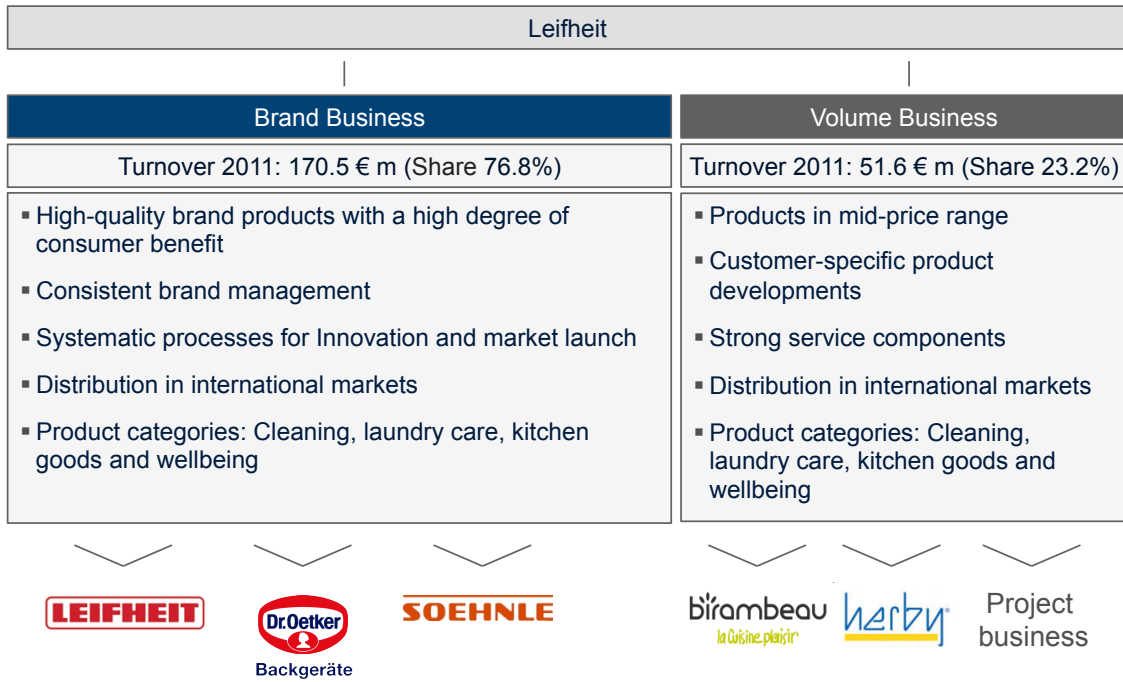 Leifheit
Brand Business
Turnover 2011: 170.5 € m (Share 76.8%)
▪ High-quality brand products with a high degree of
consumer benefit
▪ Consistent brand management
▪ Systematic processes for Innovation and market launch
▪ Distribution in international markets
▪ Product categories: Cleaning, laundry care, kitchen
goods and wellbeing
Volume Business
Turnover 2011: 51.6 € m (Share 23.2%)
▪ Products in mid-price range
▪ Customer-specific product
developments
▪ Strong service components
▪ Distribution in international markets
▪ Product categories: Cleaning,
laundry care, kitchen goods and
wellbeing
LEIFHEIT
Dr.Oetker
Backgeräte
SOEHNLE
birambeau
la Cuisine plaisir
herby®
Project
business